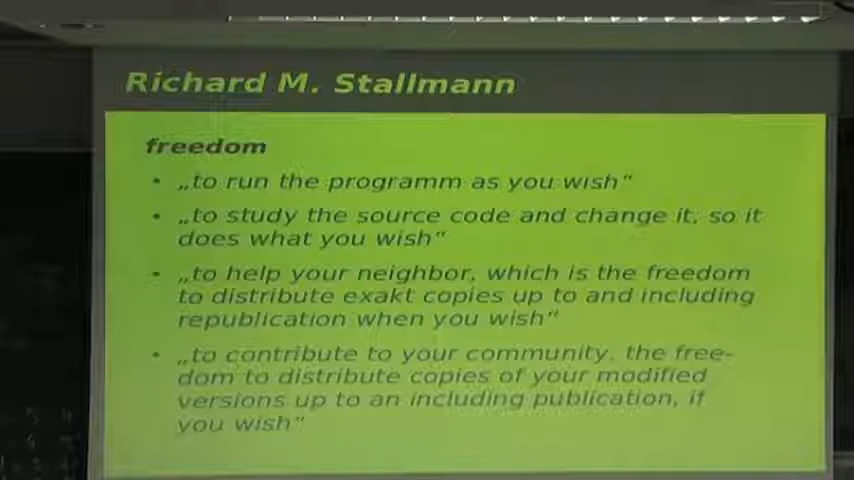 Richard M. Stallmann
freedom
• „to run the programm as you wish“
• „to study the source code and change it, so it
does what you wish“
• „to help your neighbor, which is the freedom
to distribute exakt copies up to and including
republication when you wish“
• „to contribute to your community. the free-
dom to distribute copies of your modified
versions up to an including publication, if
you wish“